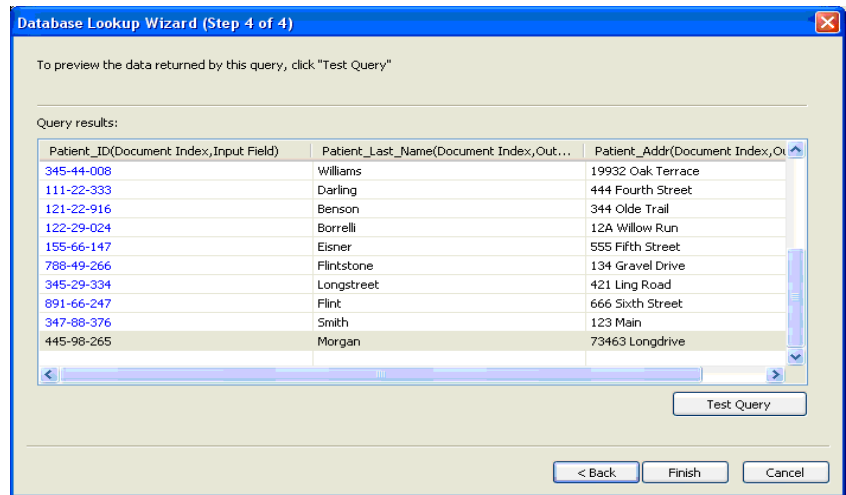 Database Lookup Wizard (Step 4 of 4)
To preview the data returned by this query, click "Test Query"
Query results:
Patient_ID(Document Index,Input Field) Patient_Last_Name(Document Index,Out... Patient_Addr(Document Index,Ou
345-44-008 Williams 19932 Oak Terrace
111-22-333 Darling 444 Fourth Street
121-22-916 Benson 344 Olde Trail
122-29-024 Borrelli 12A Willow Run
155-66-147 Eisner 555 Fifth Street
788-49-266 Flintstone 134 Gravel Drive
345-29-334 Longstreet 421 Ling Road
891-66-247 Flint 666 Sixth Street
347-88-376 Smith 123 Main
445-98-265 Morgan 73463 Longdrive
Test Query
< Back Finish Cancel